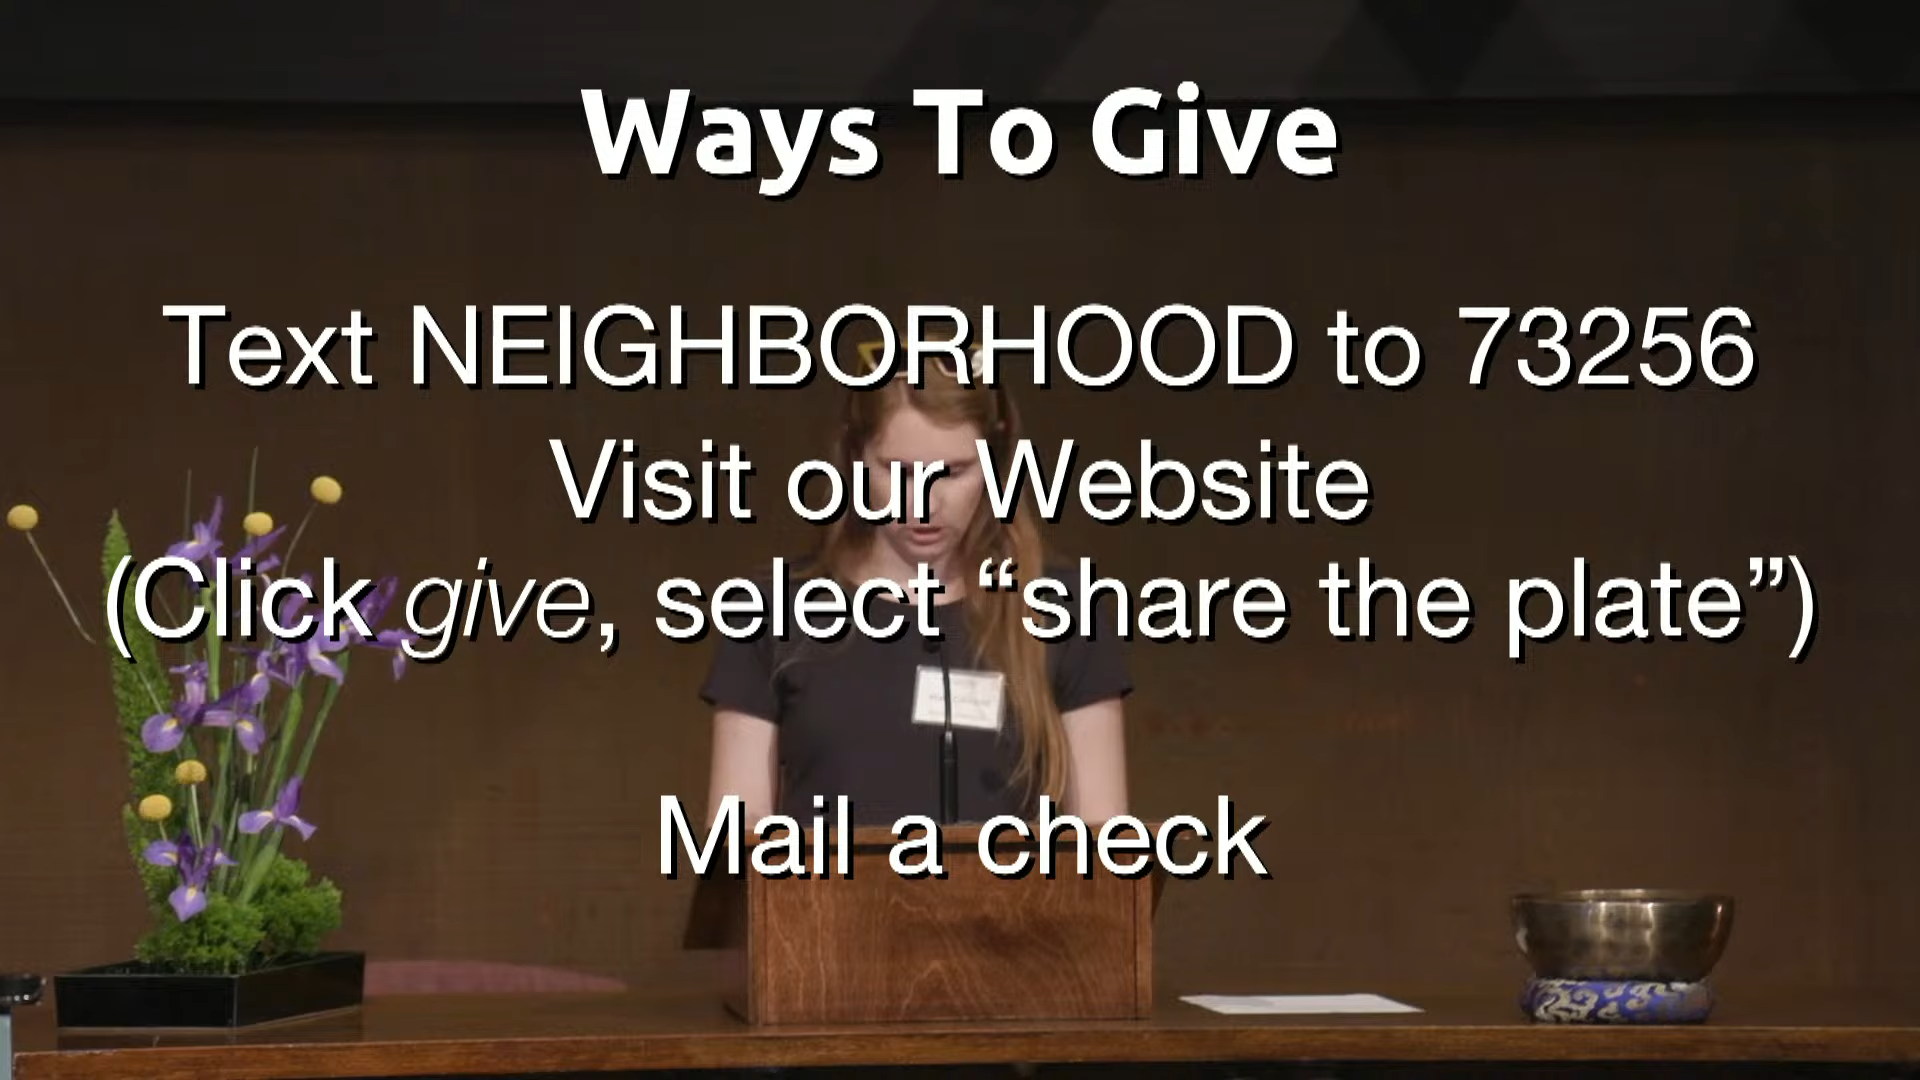 Ways To Give
Text NEIGHBORHOOD to 73256
Visit our Website
(Click give, select “share the plate”)
Mail a check